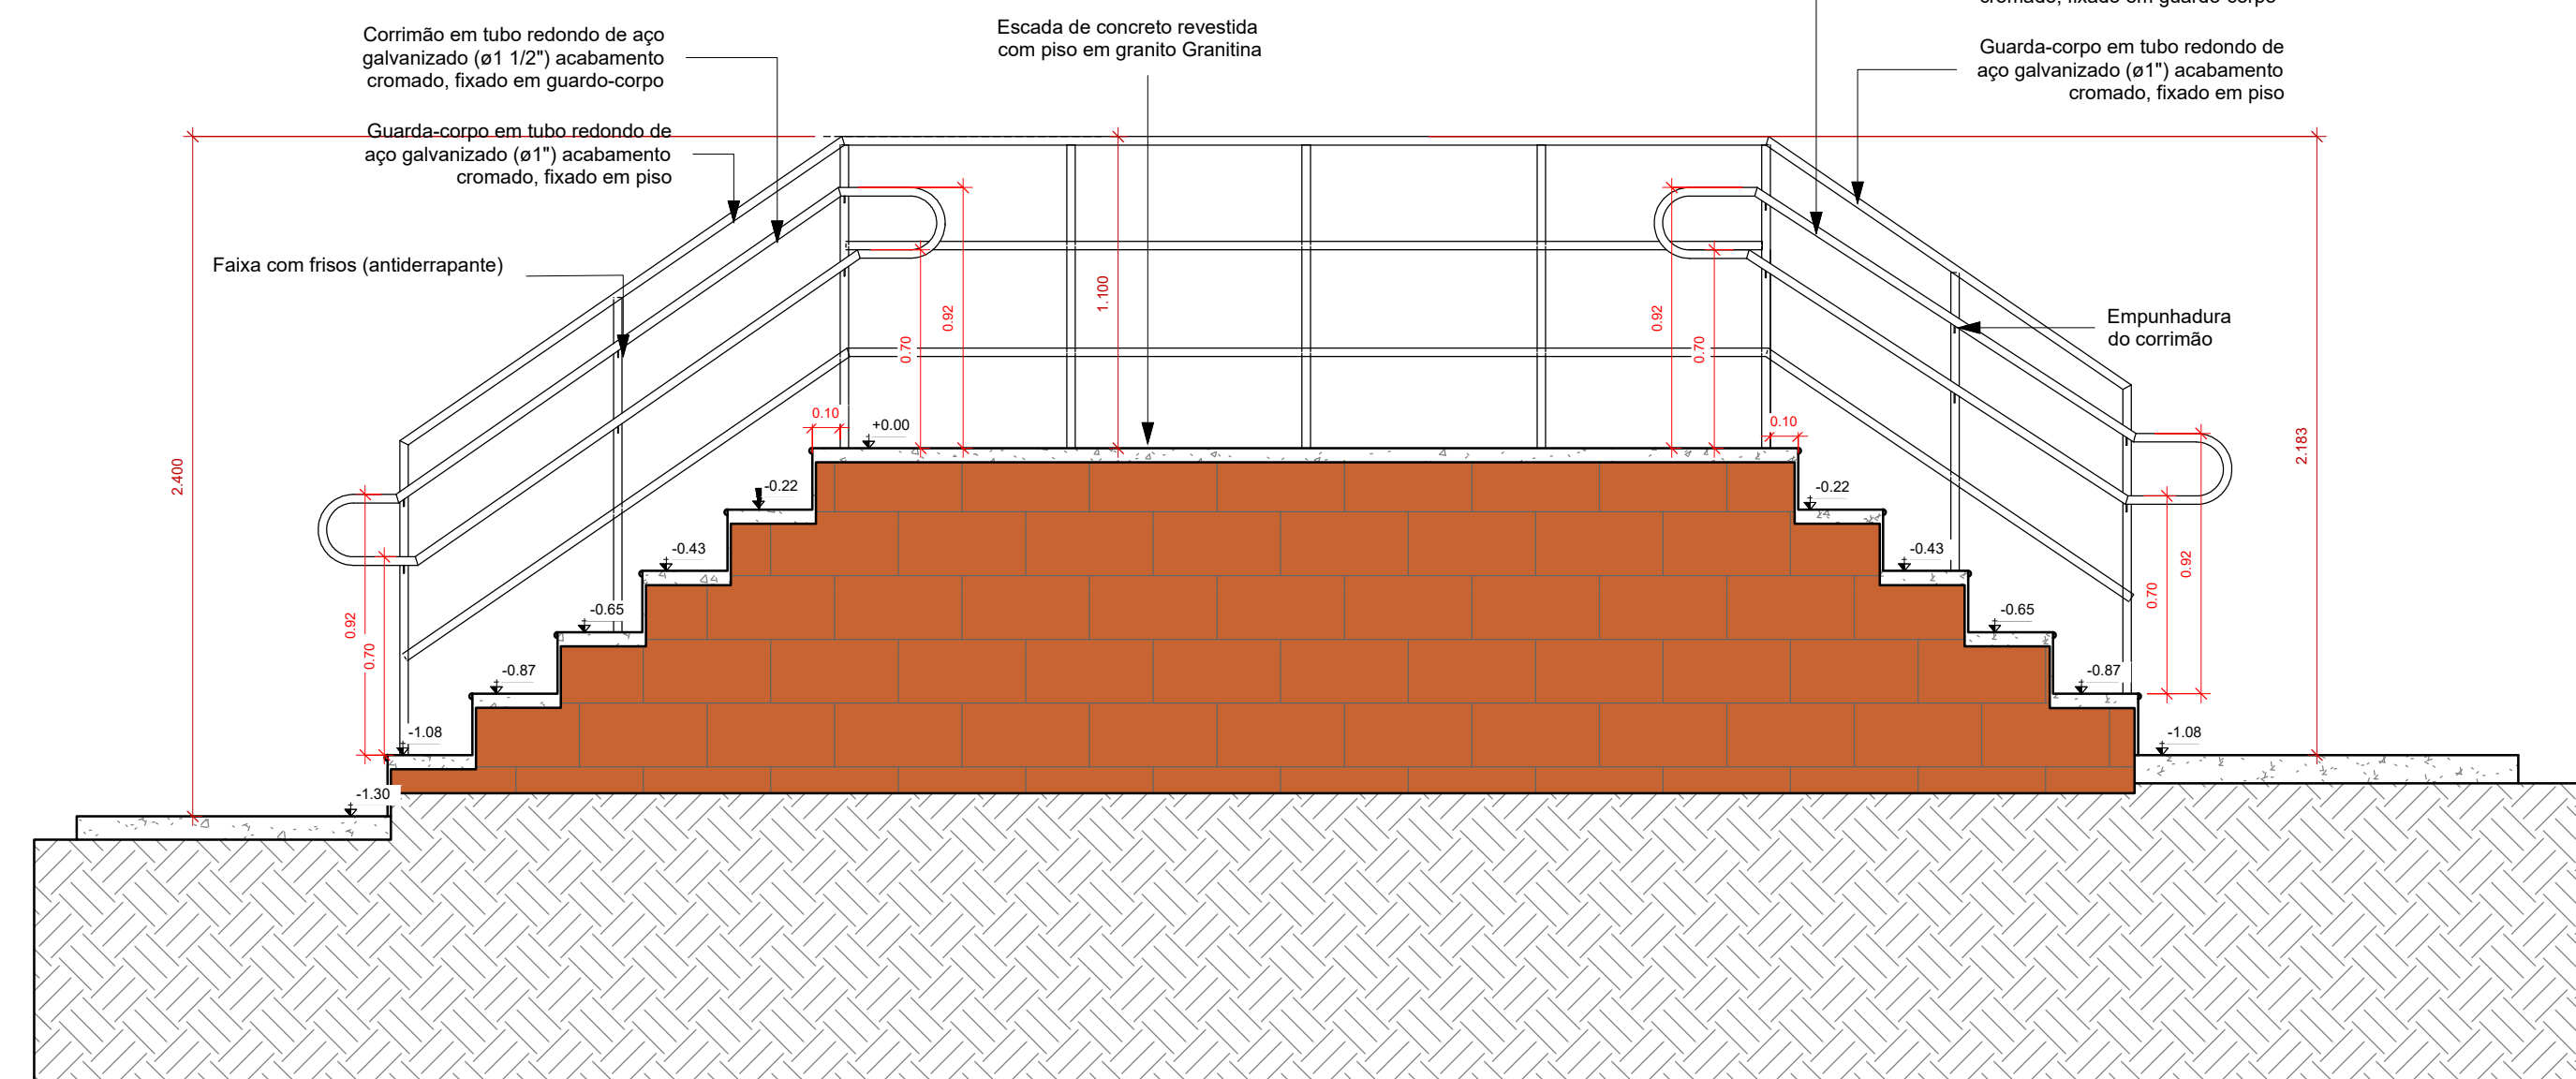 Corrimão em tubo redondo de aço
galvanizado (ø1 1/2") acabamento
cromado, fixado em guardo-corpo
Guarda-corpo em tubo redondo de
aço galvanizado (ø1") acabamento
cromado, fixado em piso
Faixa com frisos (antiderrapante)
Escada de concreto revestida
com piso em granito Granitina
cromado, fixado em guardo-corpo
Guarda-corpo em tubo redondo de
aço galvanizado (ø1") acabamento
cromado, fixado em piso
Empunhadura
do corrimão
2.400
0.92
0.70
0.10
+0.00
0.70
0.92
1.100
0.92
0.70
0.10
2.183
0.70
0.92
-0.22
-0.43
-0.65
-0.87
-1.08
-1.30
-0.22
-0.43
-0.65
-0.87
-1.08